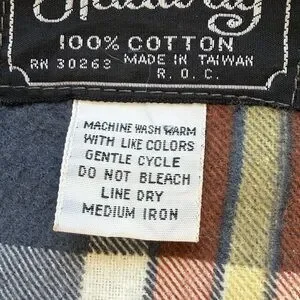 Hathaway
100% COTTON
RN 30263 MADE IN TAIWAN
R. O. C.
MACHINE WASH WARM
WITH LIKE COLORS
GENTLE CYCLE
DO NOT BLEACH
LINE DRY
MEDIUM IRON